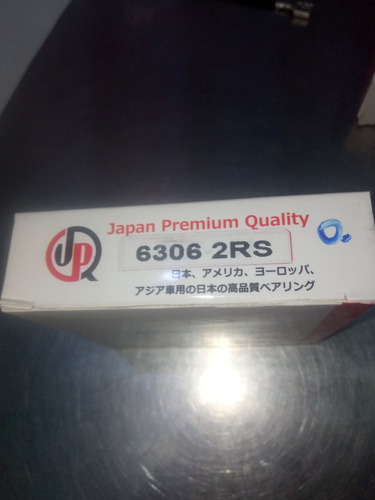 JPR
Japan Premium Quality
6306 2RS
日本、アメリカ、ヨーロッパ、
アジア車用の日本の高品質ベアリング